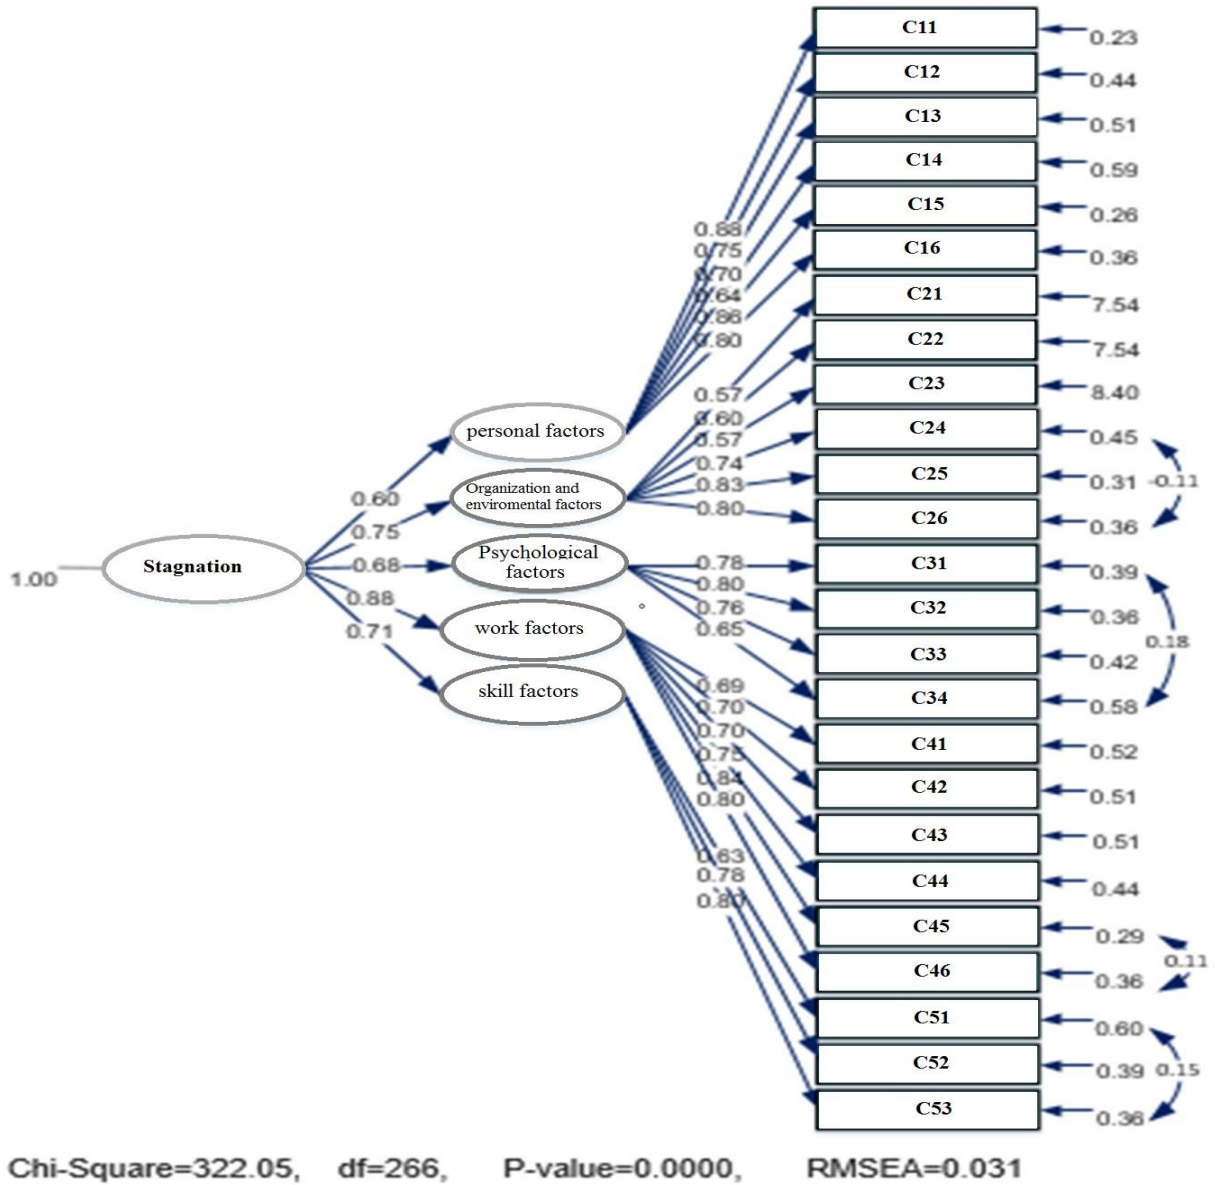 C11
0.23
C12
0.44
C13
0.51
C14
0.59
C15
0.26
C16
0.36
C21
7.54
C22
7.54
C23
8.40
C24
0.45
C25
0.31
-0.11
C26
0.36
C31
0.39
C32
0.36
C33
0.42
0.18
C34
0.58
C41
0.52
C42
0.51
C43
0.51
C44
0.44
C45
0.29
0.11
C46
0.36
C51
0.60
C52
0.39
0.15
C53
0.36
0.88
0.75
0.70
0.64
0.86
0.80
0.57
0.60
0.57
0.74
0.83
0.80
0.78
0.80
0.76
0.65
0.69
0.70
0.70
0.75
0.84
0.80
0.63
0.78
0.80
personal factors
Organization and
enviromental factors
Psychological
factors
work factors
skill factors
0.60
0.75
0.68
0.88
0.71
Stagnation
1.00
Chi-Square=322.05, df=266, P-value=0.0000, RMSEA=0.031